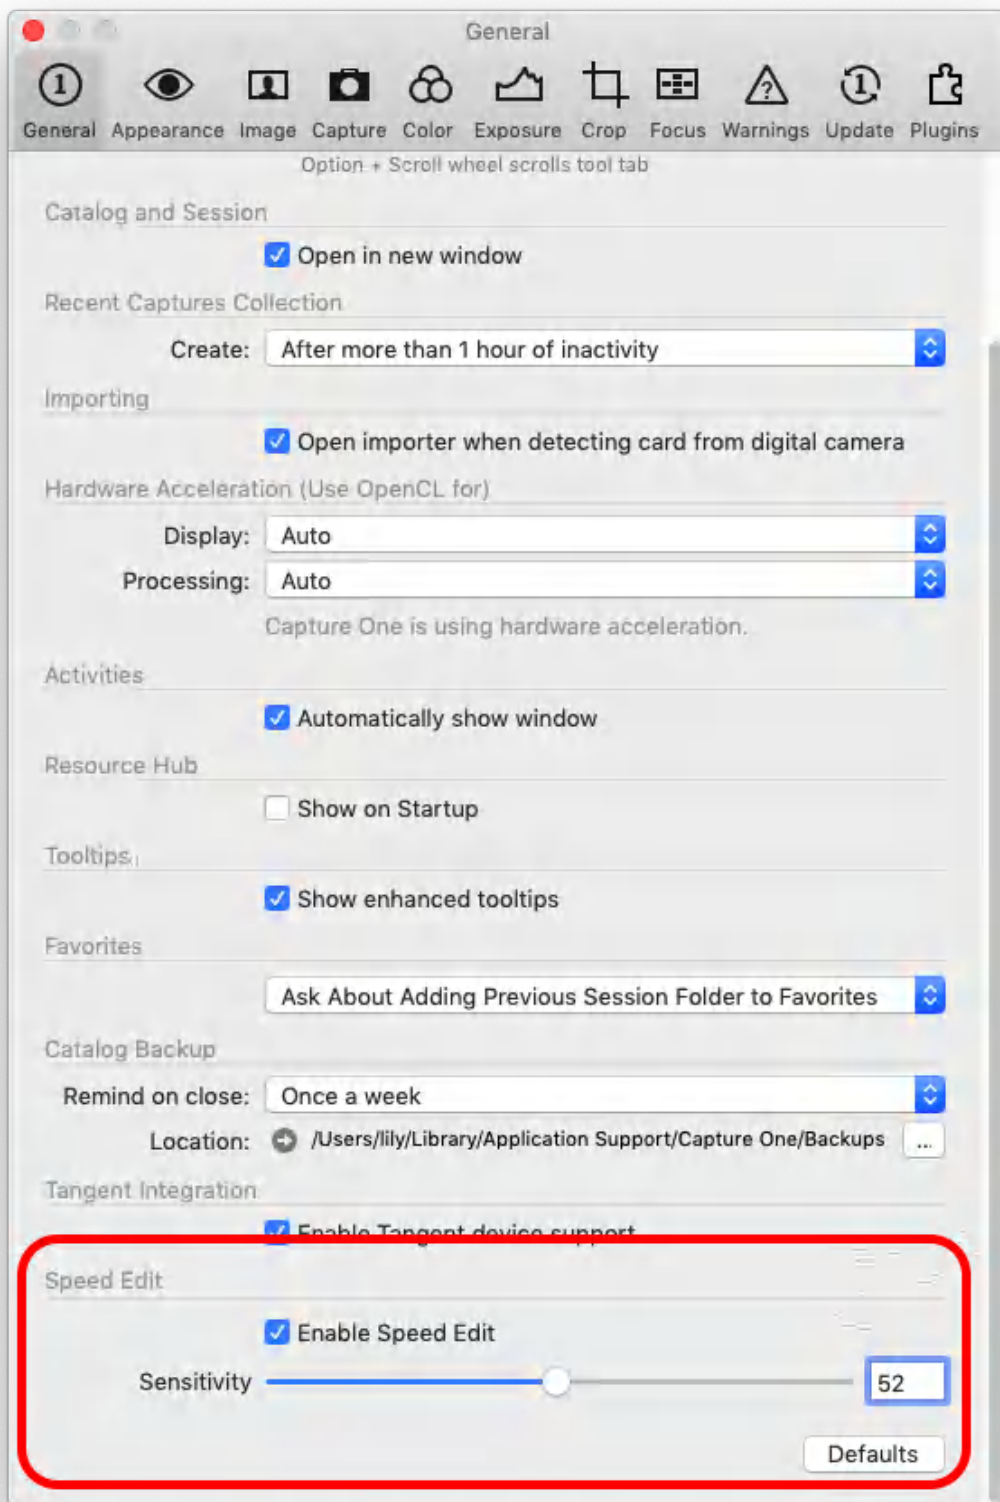 General
General Appearance Image Capture Color Exposure Crop Focus Warnings Update Plugins
Option + Scroll wheel scrolls tool tab
Catalog and Session
Open in new window
Recent Captures Collection
Create: After more than 1 hour of inactivity
Importing
Open importer when detecting card from digital camera
Hardware Acceleration (Use OpenCL for)
Display: Auto
Processing: Auto
Capture One is using hardware acceleration.
Activities
Automatically show window
Resource Hub
Show on Startup
Tooltips
Show enhanced tooltips
Favorites
Ask About Adding Previous Session Folder to Favorites
Catalog Backup
Remind on close: Once a week
Location: /Users/lily/Library/Application Support/Capture One/Backups ...
Tangent Integration
Enable Tangent device support
Speed Edit
Enable Speed Edit
Sensitivity 52
Defaults